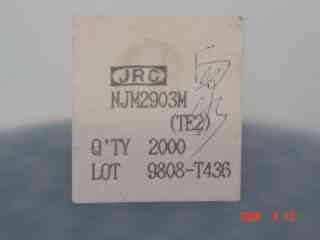 JRC
NJM2903M
(TE2)
Q'TY 2000
LOT 9808-T436